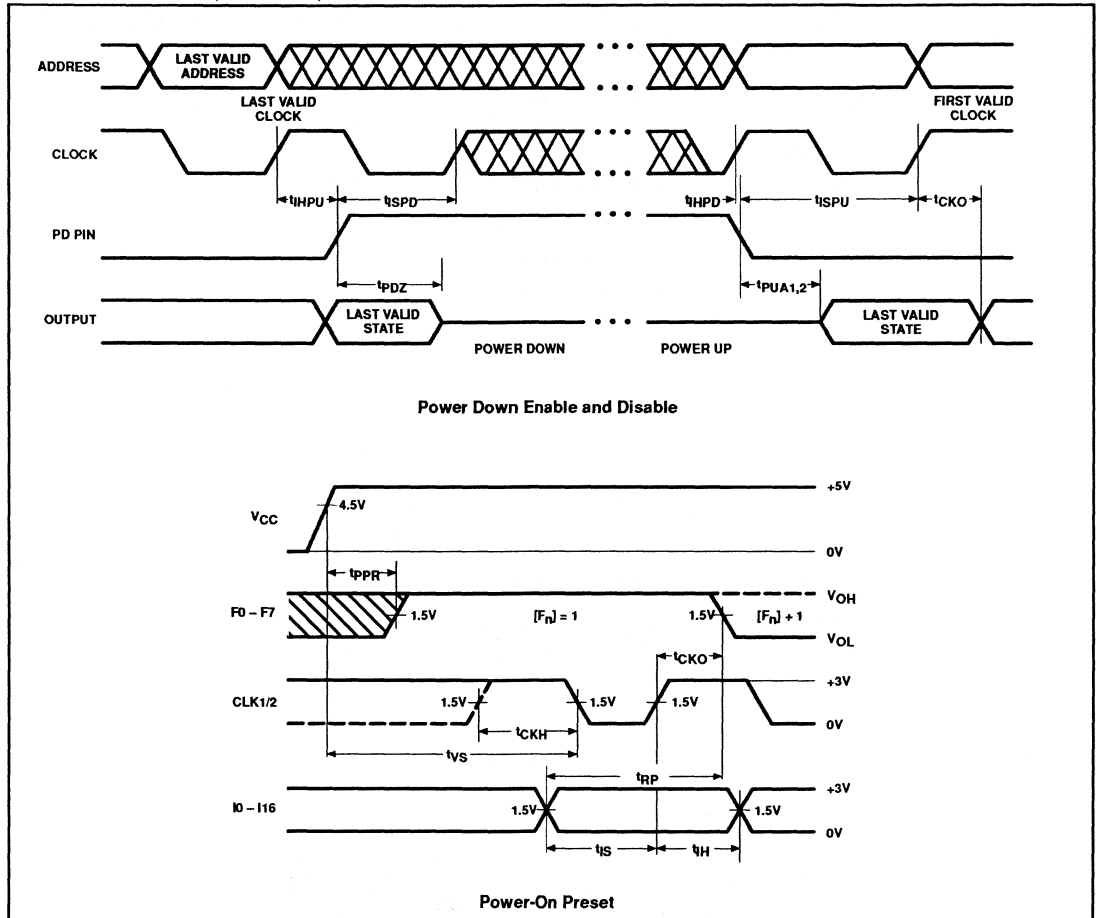 ADDRESS
LAST VALID
ADDRESS
• • •
• • •
LAST VALID
CLOCK
FIRST VALID
CLOCK
CLOCK
• • •
• • •
tIHPU
tISPD
tIHPD
tISPU
tCKO
PD PIN
• • •
tPDZ
tPUA1,2
OUTPUT
LAST VALID
STATE
• • •
LAST VALID
STATE
POWER DOWN
POWER UP
Power Down Enable and Disable
VCC
4.5V
+5V
0V
tPPR
F0 – F7
1.5V
[Fn] = 1
1.5V
[Fn] + 1
VOH
VOL
tCKO
CLK1/2
1.5V
1.5V
1.5V
+3V
0V
tCKH
tVS
tRP
I0 – I16
1.5V
1.5V
+3V
0V
tIS
tIH
Power-On Preset